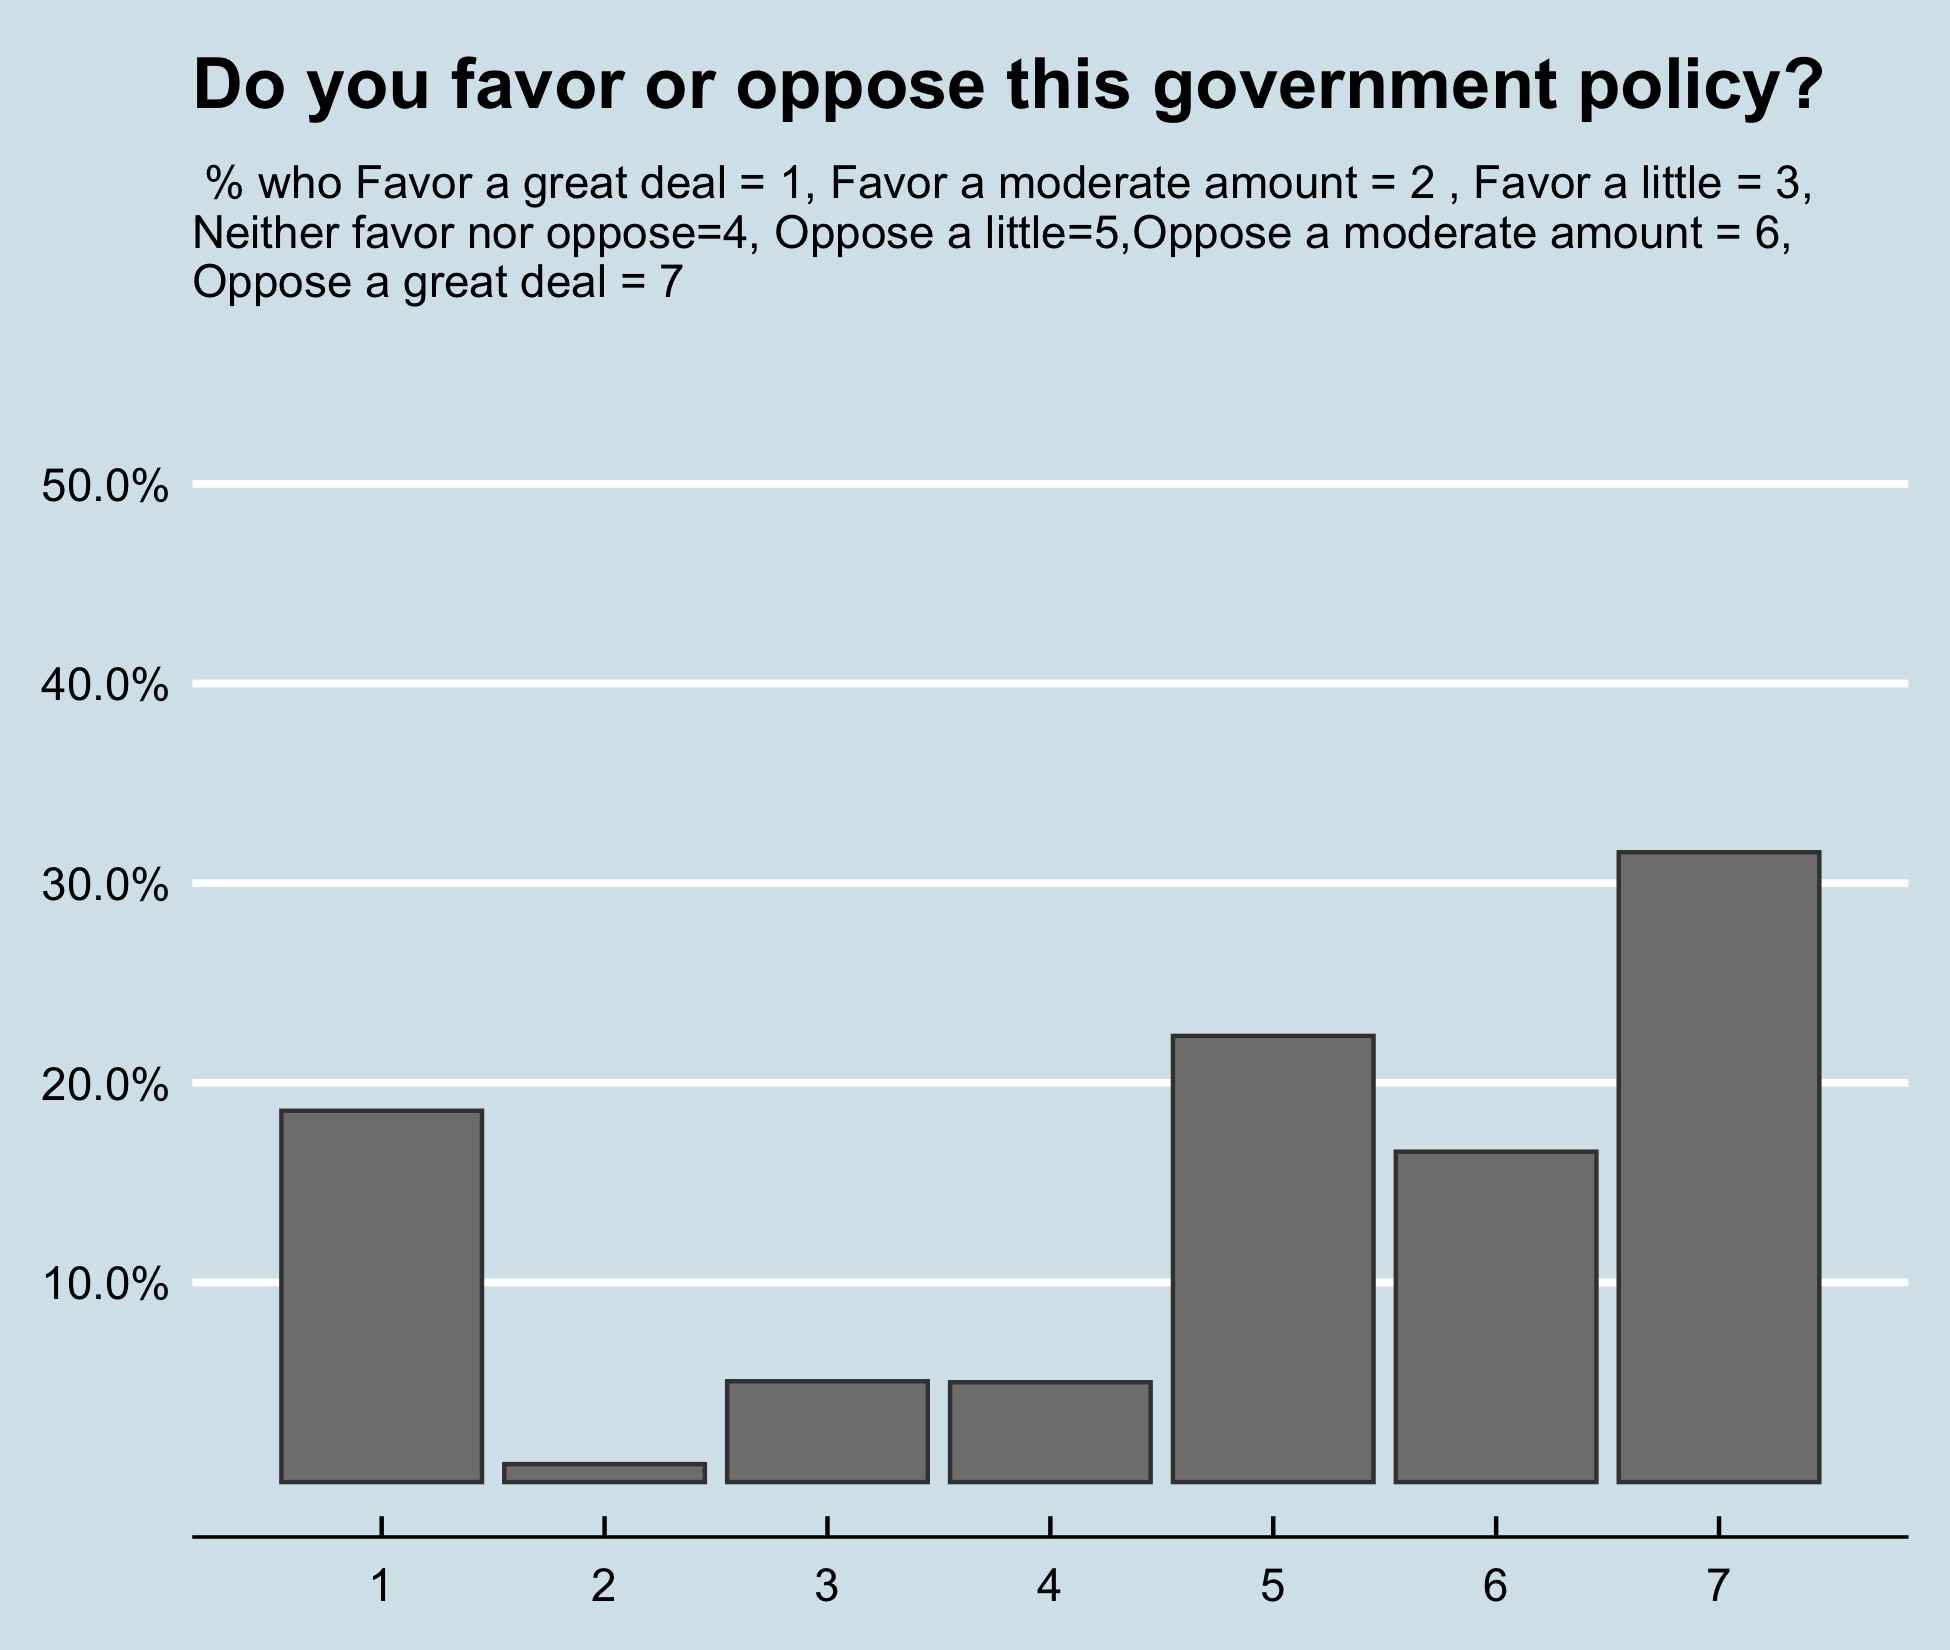 Do you favor or oppose this government policy?
% who Favor a great deal = 1, Favor a moderate amount = 2 , Favor a little = 3,
Neither favor nor oppose=4, Oppose a little=5,Oppose a moderate amount = 6,
Oppose a great deal = 7
50.0%
40.0%
30.0%
20.0%
10.0%
1 2 3 4 5 6 7